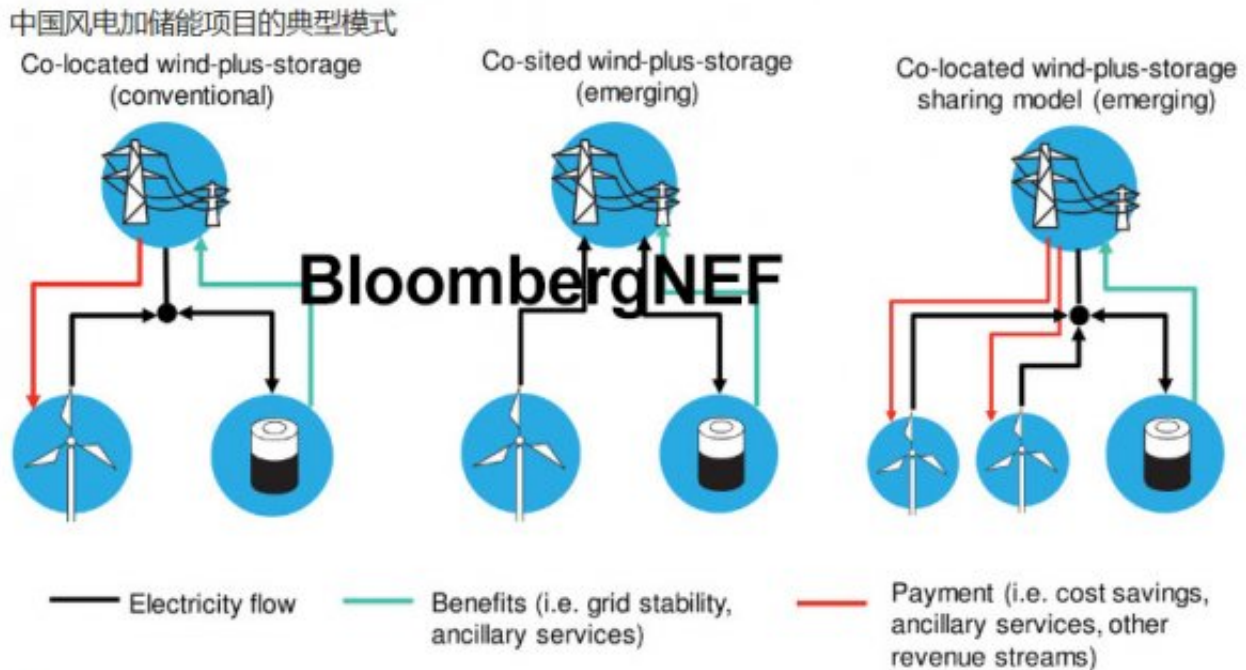 中国风电加储能项目的典型模式
Co-located wind-plus-storage
(conventional)
Co-sited wind-plus-storage
(emerging)
Co-located wind-plus-storage
sharing model (emerging)
BloombergNEF
Electricity flow
Benefits (i.e. grid stability,
ancillary services)
Payment (i.e. cost savings,
ancillary services, other
revenue streams)